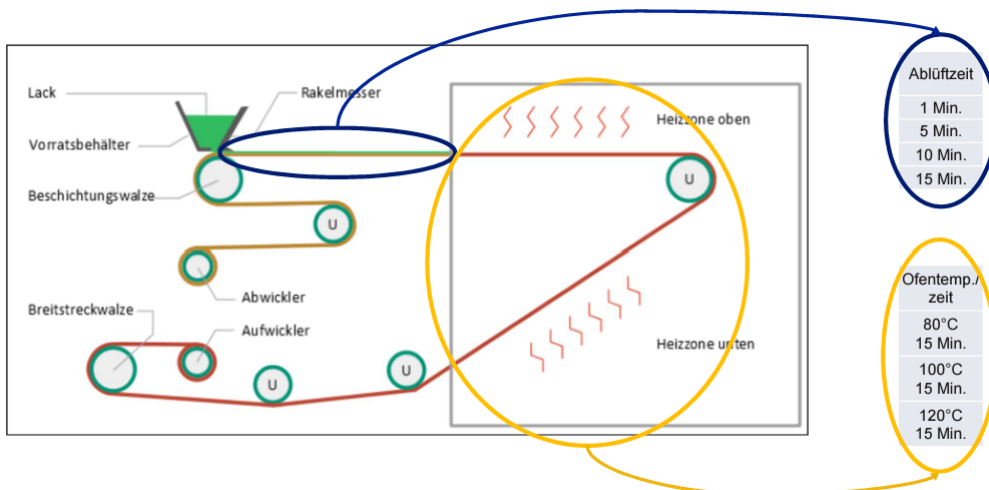 Lack
Rakelmesser
Vorratsbehälter
Heizzone oben
Beschichtungswalze
U
U
Abwickler
Breitstreckwalze
Aufwickler
Heizzone unten
U
U
Ablüftzeit
1 Min.
5 Min.
10 Min.
15 Min.
Ofentemp./
zeit
80°C
15 Min.
100°C
15 Min.
120°C
15 Min.